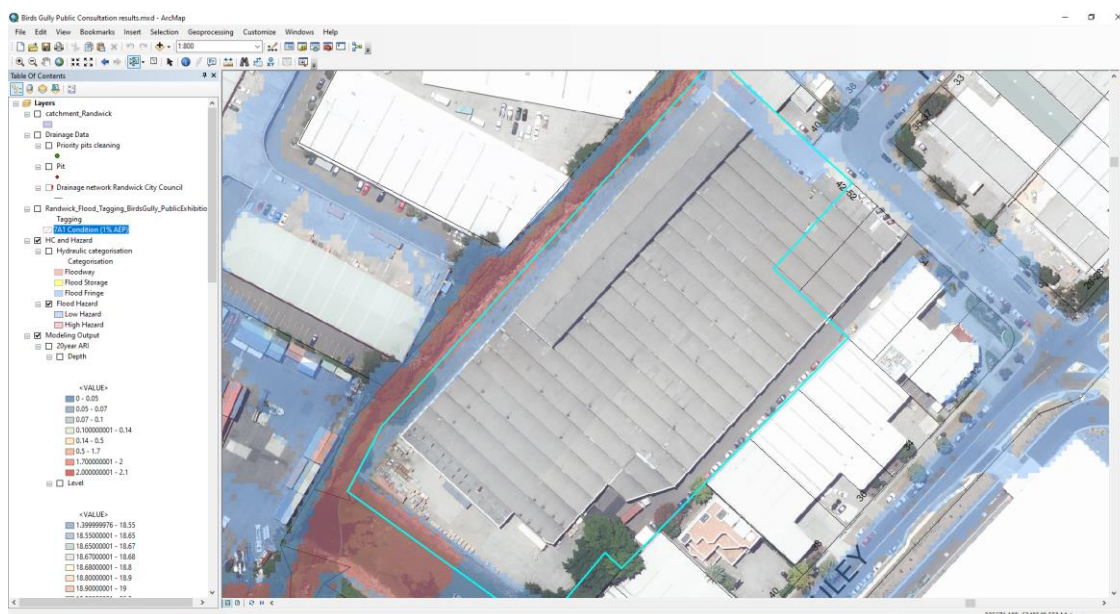 Birds Gully Public Consultation results.mxd - ArcMap
File Edit View Bookmarks Insert Selection Geoprocessing Customize Windows Help
1:800
Table Of Contents
Layers
catchment_Randwick
Drainage Data
Priority pits cleaning
Pit
Drainage network Randwick City Council
Randwick_Flood_Tagging_BirdsGully_PublicExhibitio
Tagging
7A1 Condition (1% AEP)
HC and Hazard
Hydraulic categorisation
Categorisation
Floodway
Flood Storage
Flood Fringe
Flood Hazard
Low Hazard
High Hazard
Modeling Output
20year ARI
Depth
<VALUE>
0 - 0.05
0.05 - 0.07
0.07 - 0.1
0.100000001 - 0.14
0.14 - 0.5
0.5 - 1.7
1.700000001 - 2
2.000000001 - 2.1
Level
<VALUE>
1.399999976 - 18.55
18.55000001 - 18.65
18.65000001 - 18.67
18.67000001 - 18.68
18.68000001 - 18.8
18.80000001 - 18.9
18.90000001 - 19
38
40
33
35-37
42-52
34
36
40